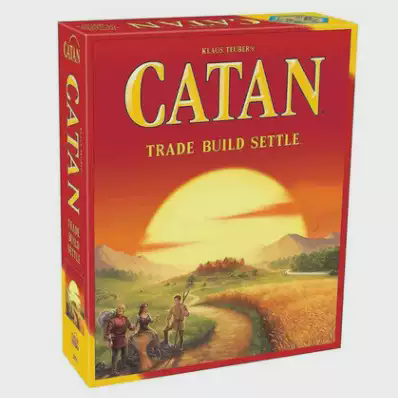 KLAUS TEUBER'S
CATAN
TRADE BUILD SETTLE
CATAN
CATAN
TRADE
BUILD
SETTLE